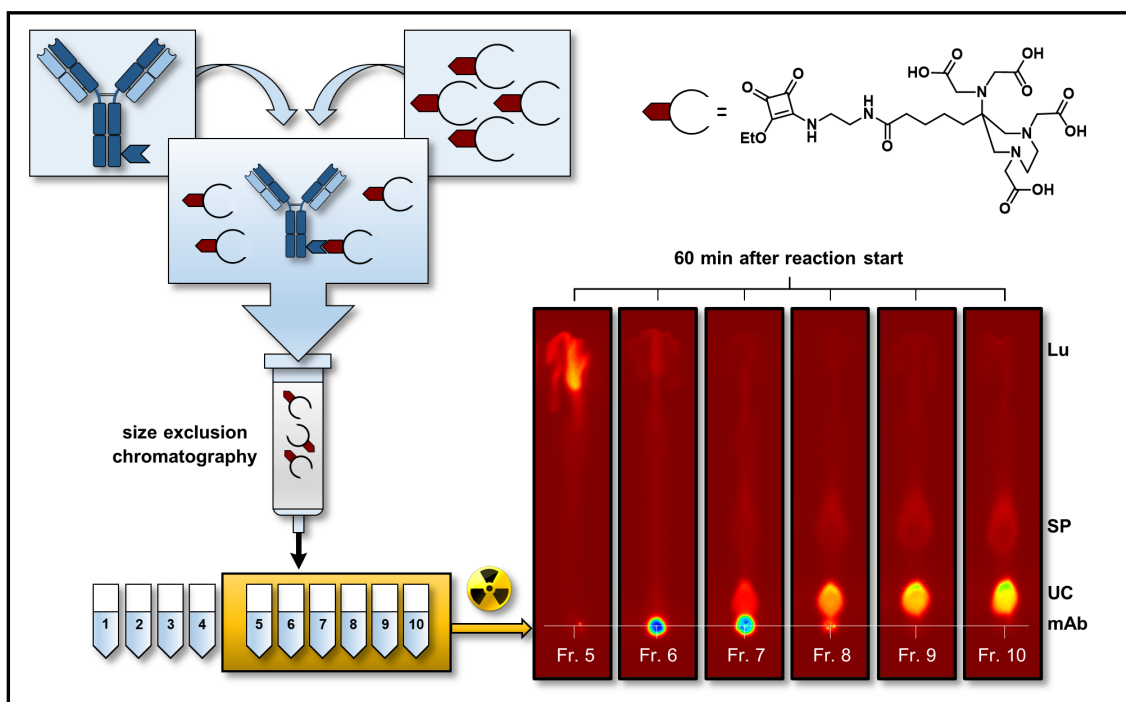 O
OH
HO
O
O
O
N
N
H
H
N
O
EtO
O
N
N
O
OH
O
OH
=
60 min after reaction start
Lu
size exclusion
chromatography
SP
UC
mAb
1 2 3 4 5 6 7 8 9 10
Fr. 5 Fr. 6 Fr. 7 Fr. 8 Fr. 9 Fr. 10